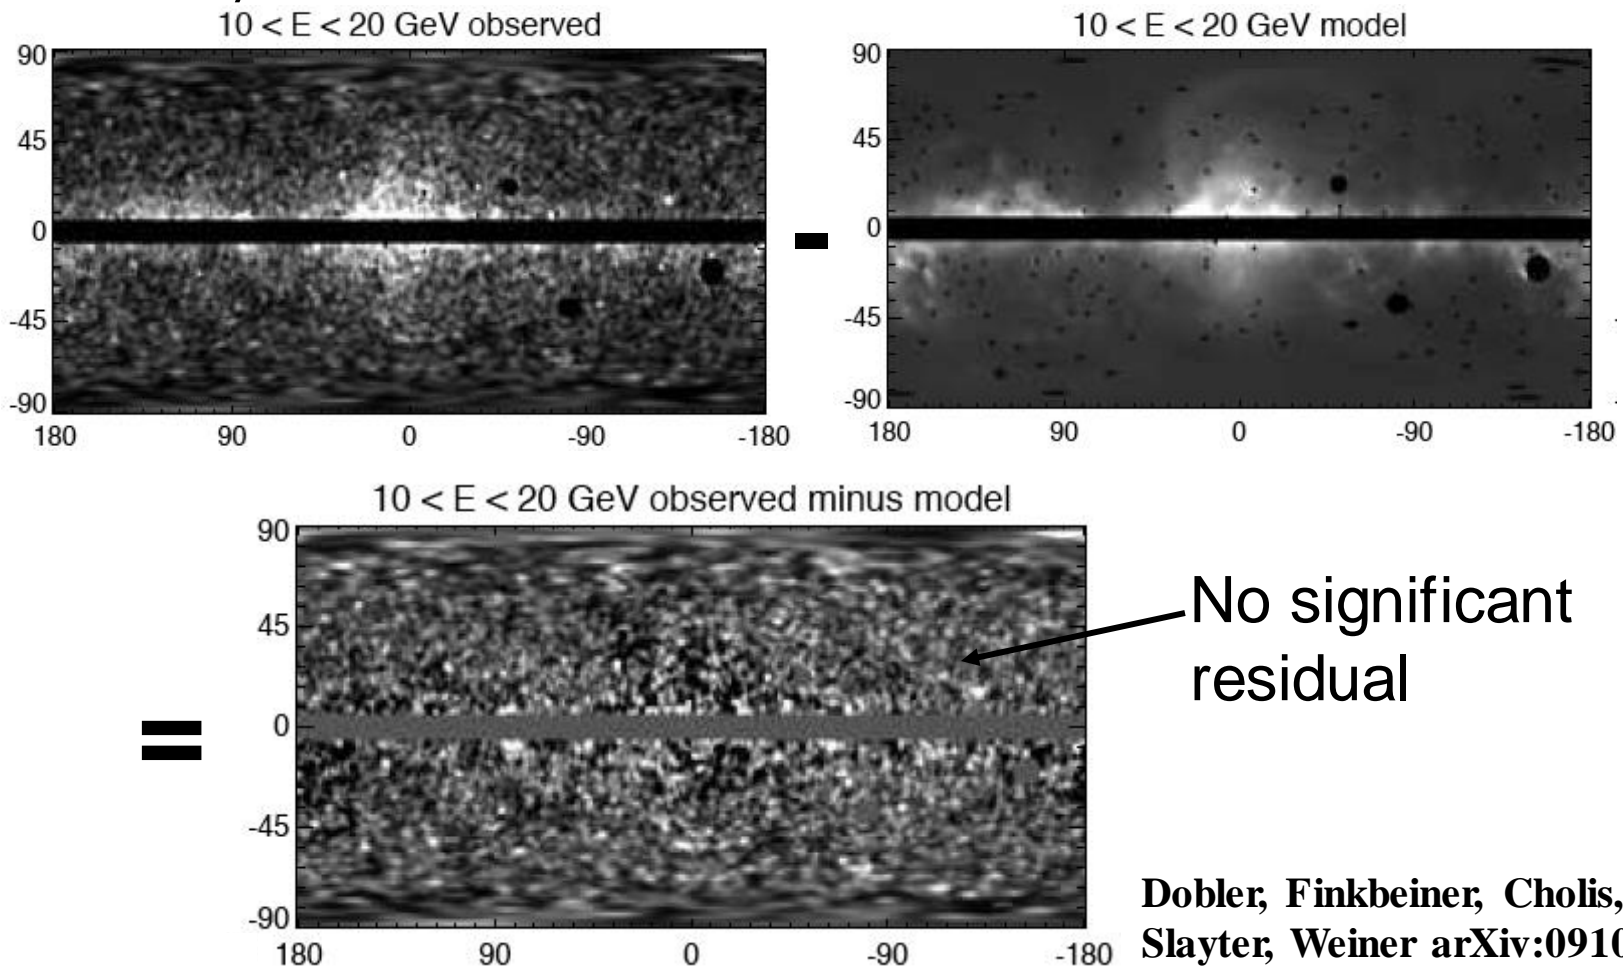 10 < E < 20 GeV observed
90
45
0
-45
-90
180 90 0 -90 -180
-
10 < E < 20 GeV model
90
45
0
-45
-90
180 90 0 -90 -180
=
10 < E < 20 GeV observed minus model
90
45
0
-45
-90
180 90 0 -90 -180
No significant
residual
Dobler, Finkbeiner, Cholis,
Slayter, Weiner arXiv:0910